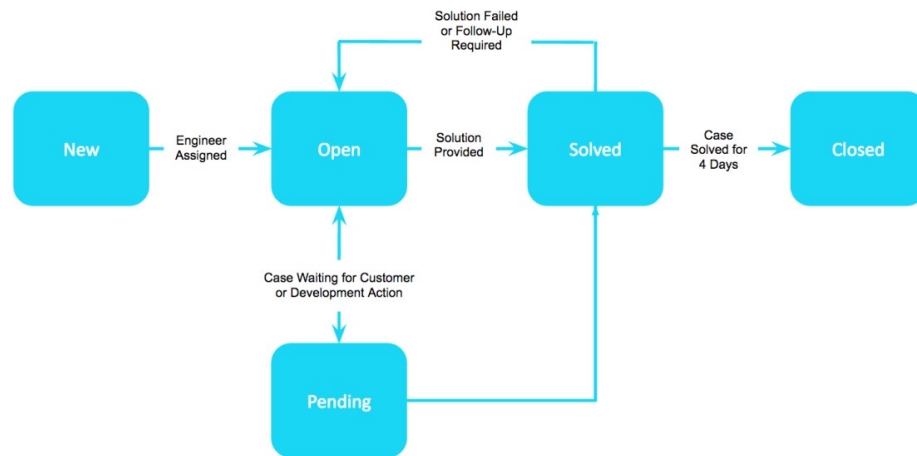 Solution Failed
or Follow-Up
Required
New
Engineer
Assigned
Open
Solution
Provided
Solved
Case
Solved for
4 Days
Closed
Case Waiting for Customer
or Development Action
Pending